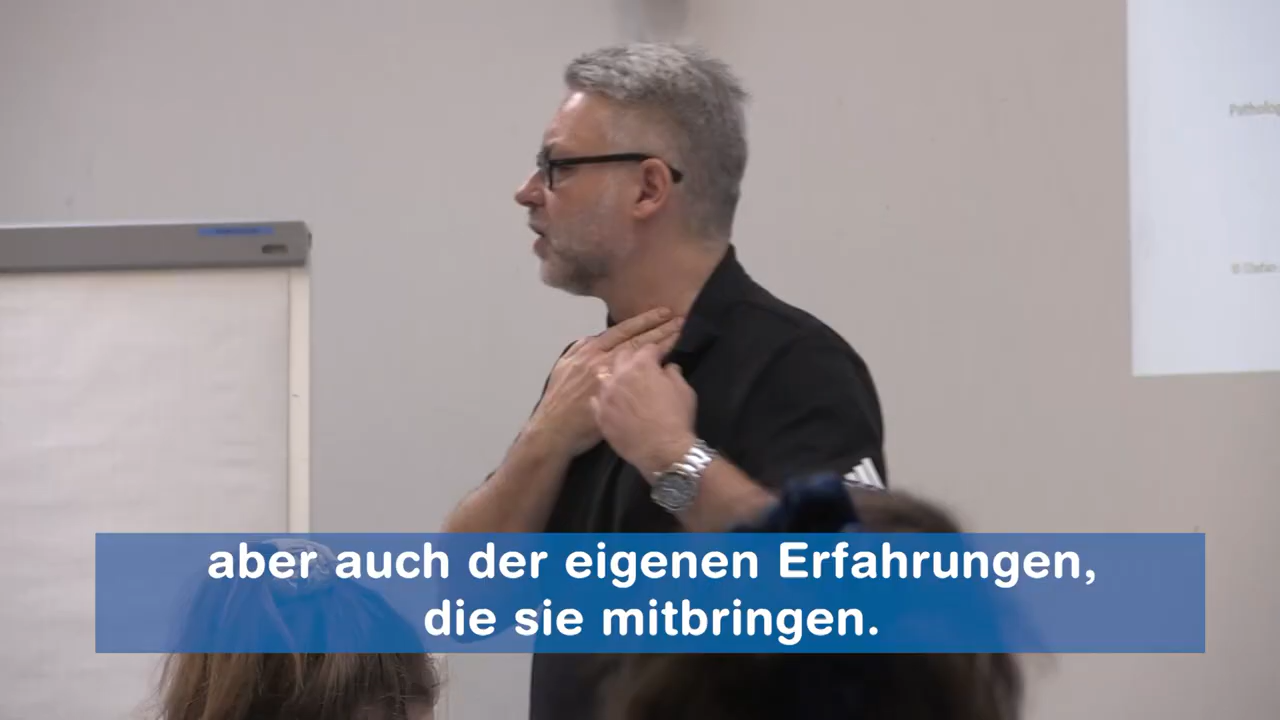 aber auch der eigenen Erfahrungen,
die sie mitbringen.